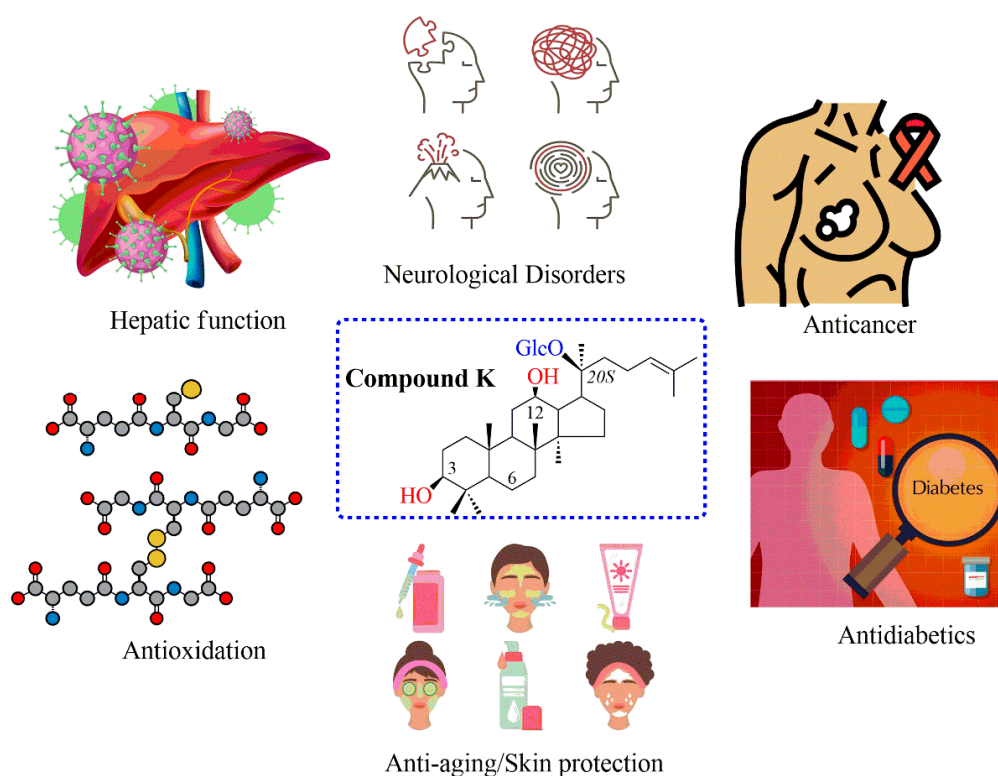 Neurological Disorders
Hepatic function
Anticancer
Compound K
GlcO
20S
OH
12
3
6
HO
Diabetes
Antioxidation
Antidiabetics
Anti-aging/Skin protection